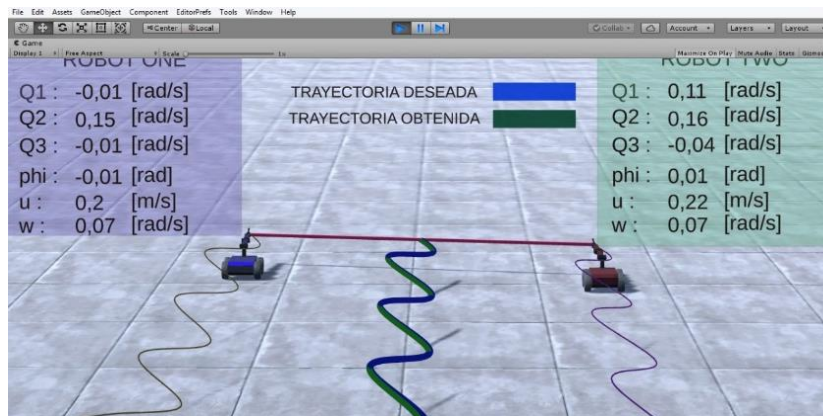 File Edit Assets GameObject Component EditorPrefs Tools Window Help
Center Local Collab Account Layers Layout
Game
Display 1 Free Aspect Scale 1x Maximize On Play Mute Audio Stats Gizmos
ROBOT ONE
Q1 : -0,01 [rad/s]
Q2 : 0,15 [rad/s]
Q3 : -0,01 [rad/s]
phi : -0,01 [rad]
u : 0,2 [m/s]
w : 0,07 [rad/s]
TRAYECTORIA DESEADA
TRAYECTORIA OBTENIDA
ROBOT TWO
Q1 : 0,11 [rad/s]
Q2 : 0,16 [rad/s]
Q3 : -0,04 [rad/s]
phi : 0,01 [rad]
u : 0,22 [m/s]
w : 0,07 [rad/s]